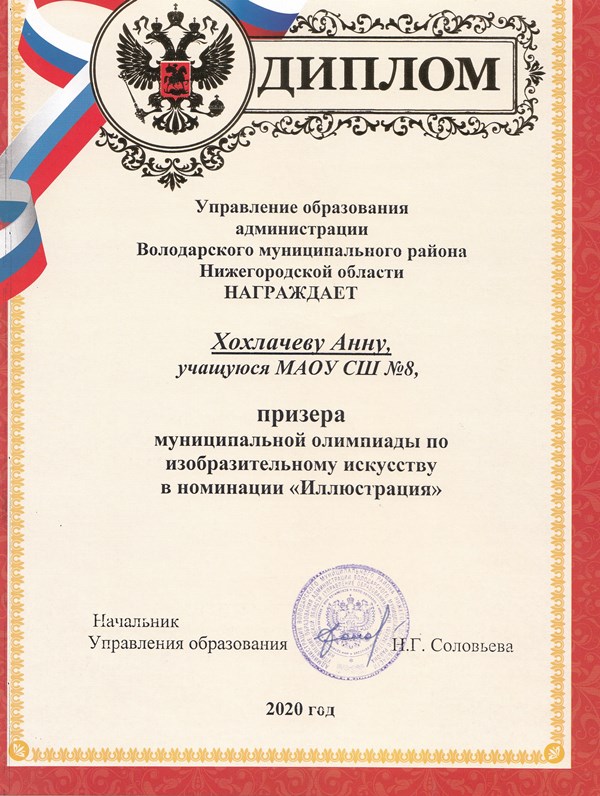 ДИПЛОМ
Управление образования
администрации
Володарского муниципального района
Нижегородской области
НАГРАЖДАЕТ
Хохлачеву Анну,
учащуюся МАОУ СШ №8,
призера
муниципальной олимпиады по
изобразительному искусству
в номинации «Иллюстрация»
Начальник
Управления образования
Н.Г. Соловьева
2020 год